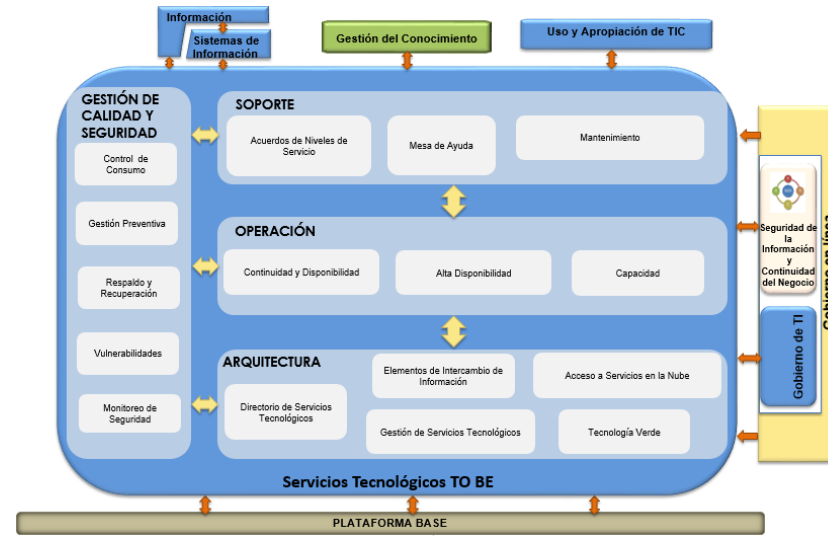 Información
Sistemas de
Información
Gestión del Conocimiento
Uso y Apropiación de TIC
GESTIÓN DE
CALIDAD Y
SEGURIDAD
Control de
Consumo
Gestión Preventiva
Respaldo y
Recuperación
Vulnerabilidades
Monitoreo de
Seguridad
SOPORTE
Acuerdos de Niveles de
Servicio
Mesa de Ayuda
Mantenimiento
OPERACIÓN
Continuidad y Disponibilidad
Alta Disponibilidad
Capacidad
ARQUITECTURA
Directorio de Servicios
Tecnológicos
Elementos de Intercambio de
Información
Acceso a Servicios en la Nube
Gestión de Servicios Tecnológicos
Tecnología Verde
Servicios Tecnológicos TO BE
Seguridad de
la
Información
y
Continuidad
del Negocio
Gobierno de TI
Gobierno en línea
PLATAFORMA BASE